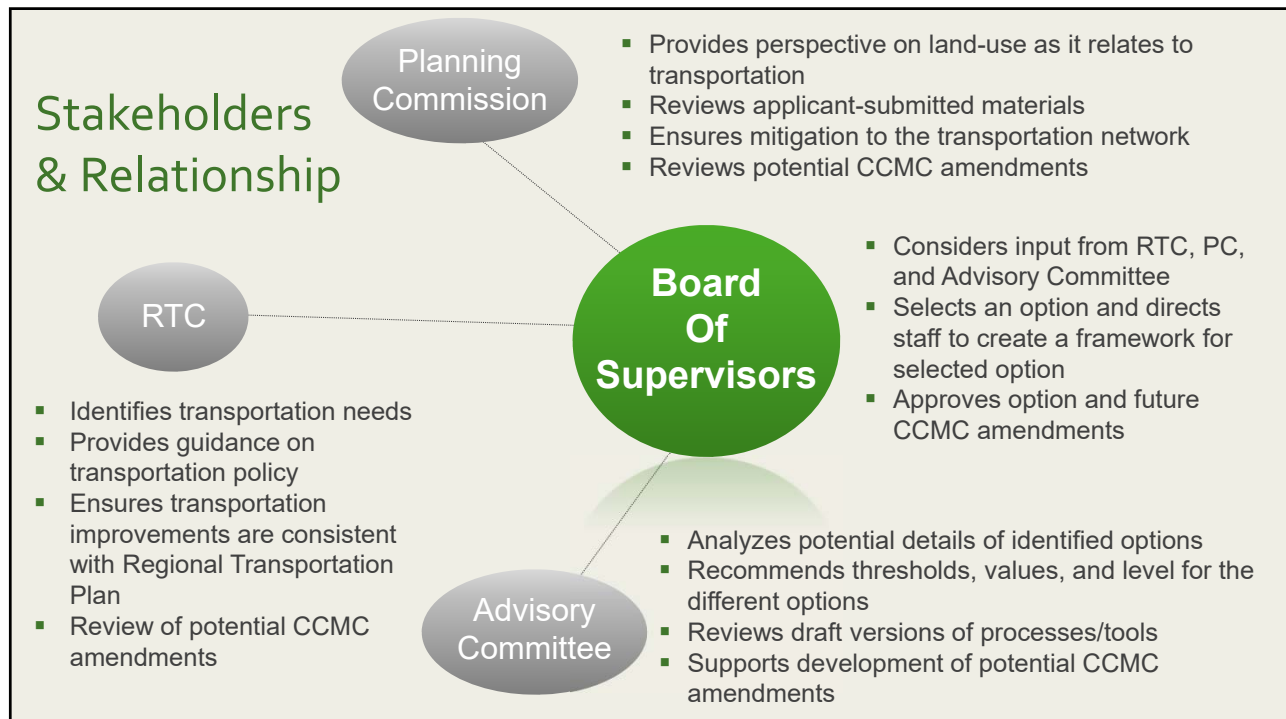 Stakeholders
& Relationship
Planning
Commission
▪ Provides perspective on land-use as it relates to
transportation
▪ Reviews applicant-submitted materials
▪ Ensures mitigation to the transportation network
▪ Reviews potential CCMC amendments
RTC
▪ Identifies transportation needs
▪ Provides guidance on
transportation policy
▪ Ensures transportation
improvements are consistent
with Regional Transportation
Plan
▪ Review of potential CCMC
amendments
Board
Of
Supervisors
▪ Considers input from RTC, PC,
and Advisory Committee
▪ Selects an option and directs
staff to create a framework for
selected option
▪ Approves option and future
CCMC amendments
Advisory
Committee
▪ Analyzes potential details of identified options
▪ Recommends thresholds, values, and level for the
different options
▪ Reviews draft versions of processes/tools
▪ Supports development of potential CCMC
amendments